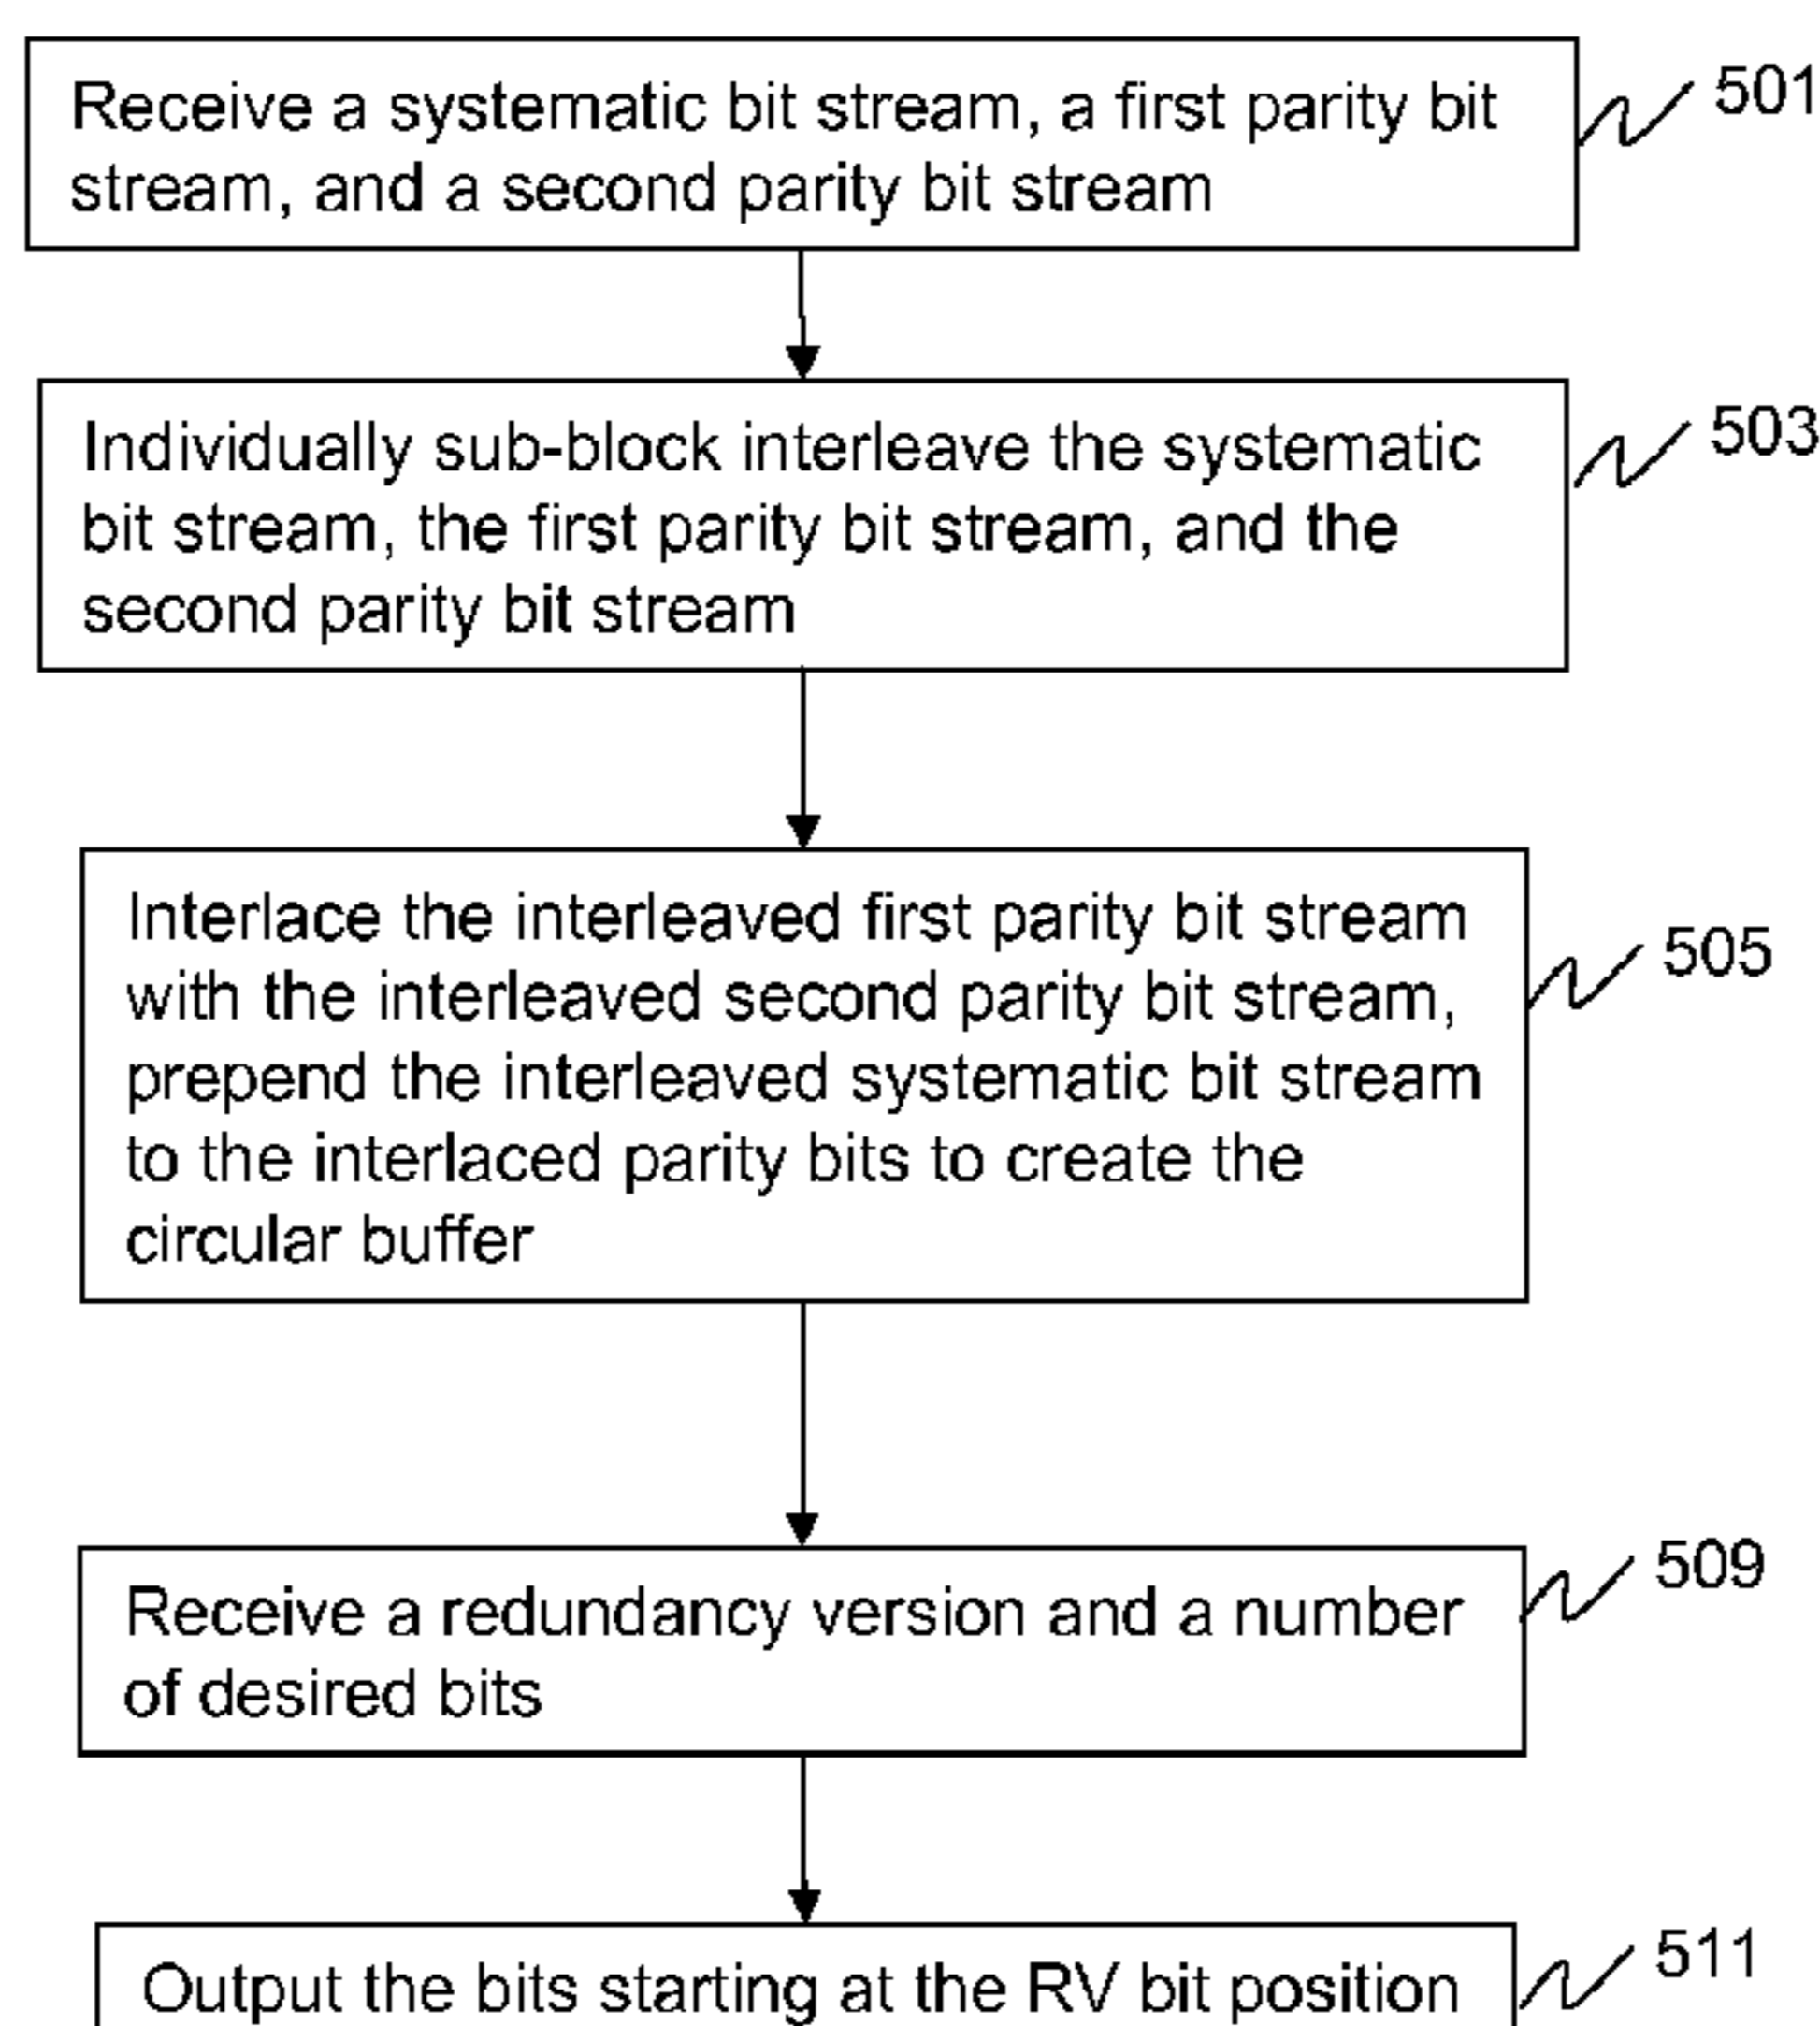 Receive a systematic bit stream, a first parity bit
stream, and a second parity bit stream
501
Individually sub-block interleave the systematic
bit stream, the first parity bit stream, and the
second parity bit stream
503
Interlace the interleaved first parity bit stream
with the interleaved second parity bit stream,
prepend the interleaved systematic bit stream
to the interlaced parity bits to create the
circular buffer
505
Receive a redundancy version and a number
of desired bits
509
Output the bits starting at the RV bit position
511